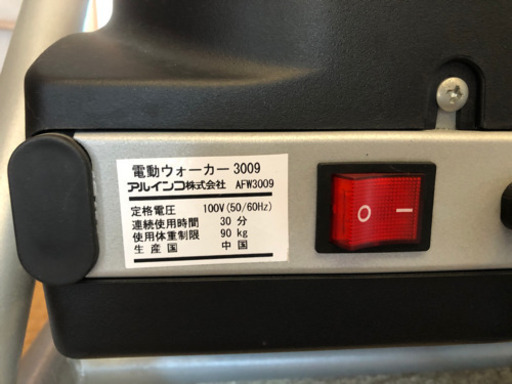 電動ウォーカー 3009
アルインコ株式会社 AFW3009
定格電圧 100V(50/60Hz)
連続使用時間 30 分
使用体重制限 90 kg
生産国 中国
O —